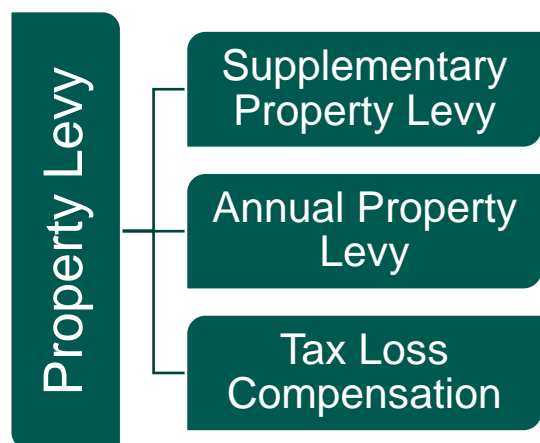 Property Levy
Supplementary
Property Levy
Annual Property
Levy
Tax Loss
Compensation